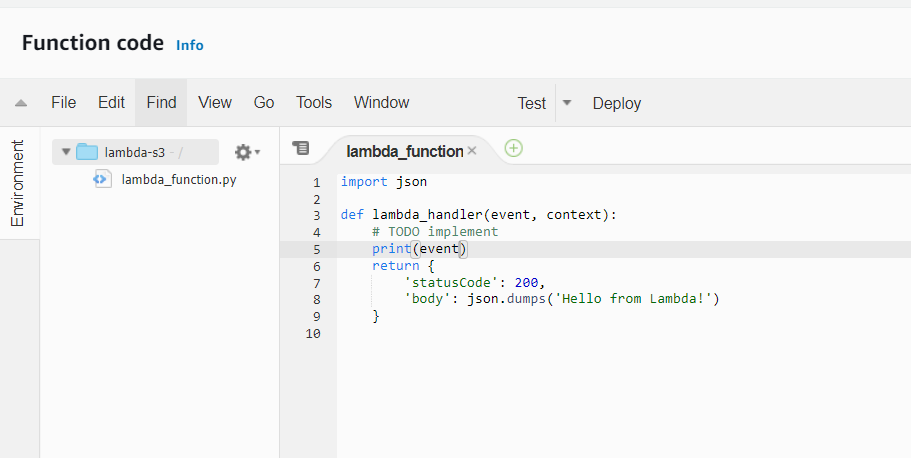 Function code Info
File Edit Find View Go Tools Window Test Deploy
Environment
lambda-s3 - /
lambda_function.py
lambda_function ×
1 import json
2
3 def lambda_handler(event, context):
4     # TODO implement
5     print(event)
6     return {
7         'statusCode': 200,
8         'body': json.dumps('Hello from Lambda!')
9     }
10